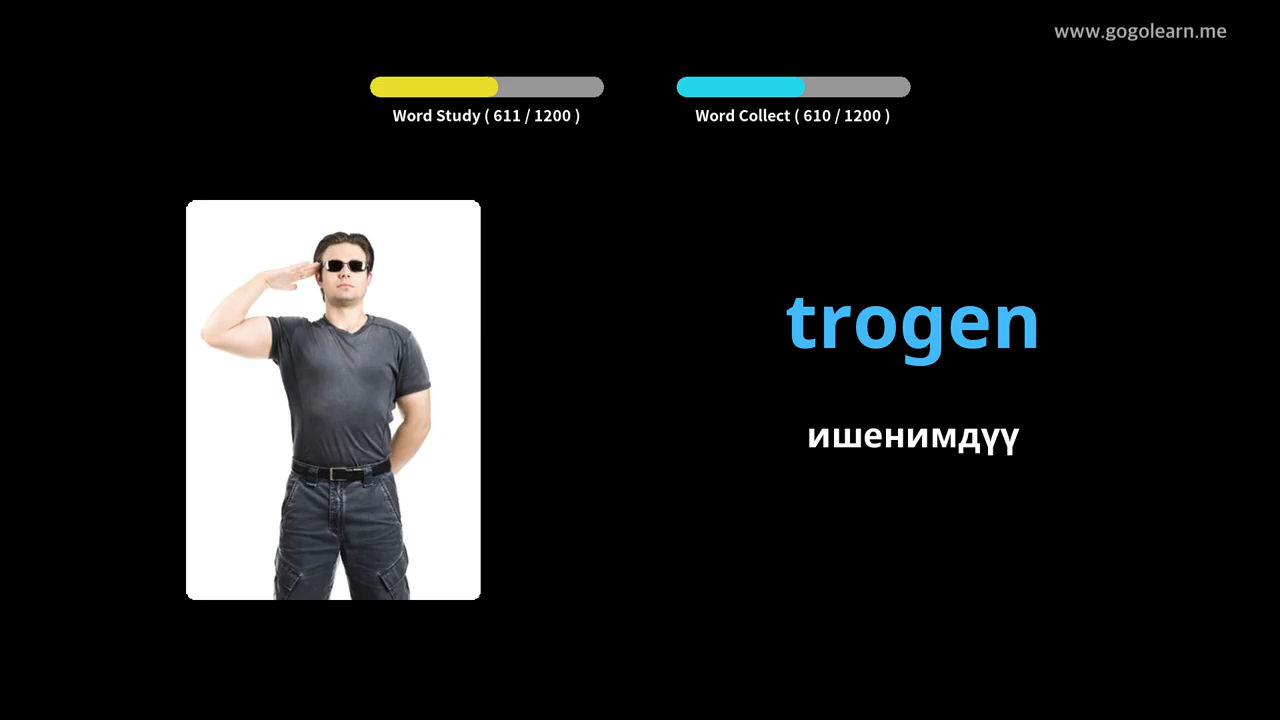 www.gogolearn.me
Word Study ( 611 / 1200 )
Word Collect ( 610 / 1200 )
trogen
ишенимдүү